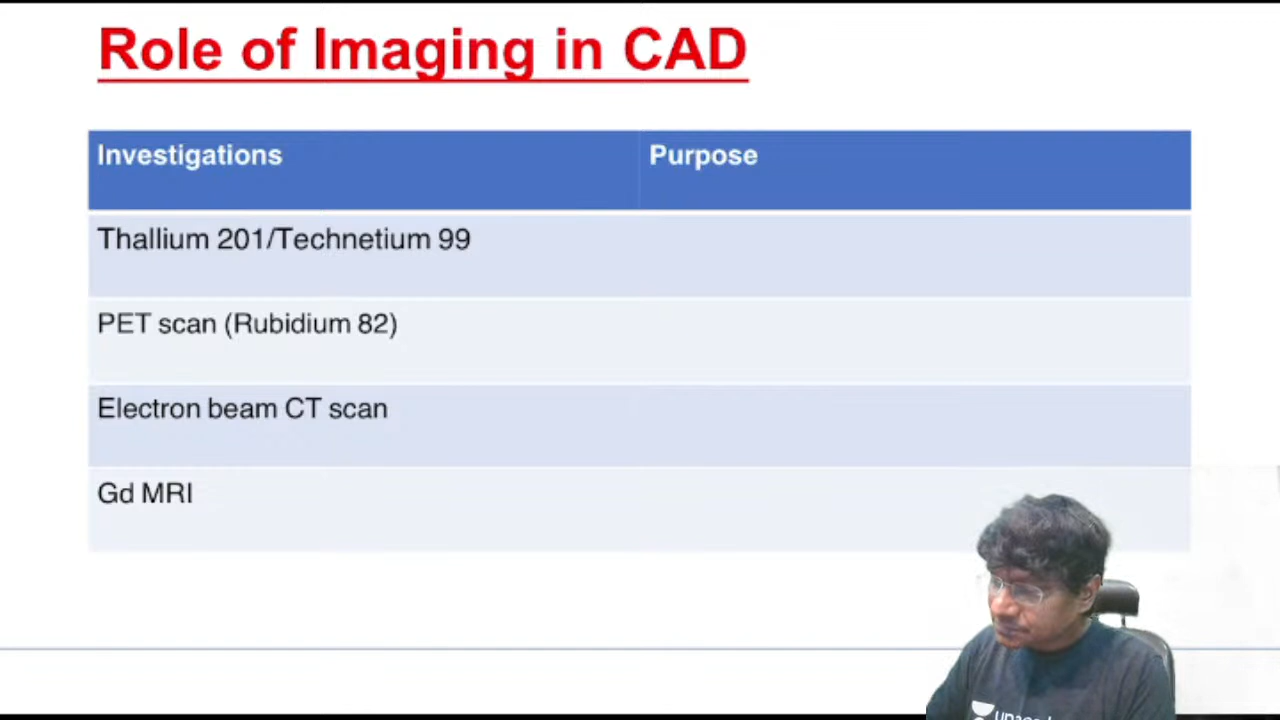 Role of Imaging in CAD
Investigations
Purpose
Thallium 201/Technetium 99
PET scan (Rubidium 82)
Electron beam CT scan
Gd MRI